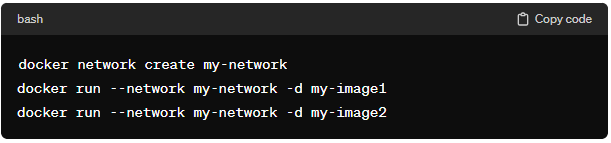 bash
Copy code
docker network create my-network
docker run --network my-network -d my-image1
docker run --network my-network -d my-image2